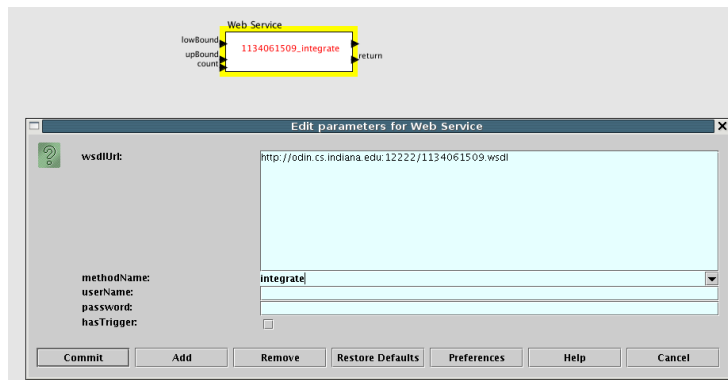 Web Service
lowBound
1134061509_integrate
upBound
return
count
Edit parameters for Web Service
wsdlUrl:
http://odin.cs.indiana.edu:12222/1134061509.wsdl
methodName:
integrate
userName:
password:
hasTrigger:
Commit Add Remove Restore Defaults Preferences Help Cancel